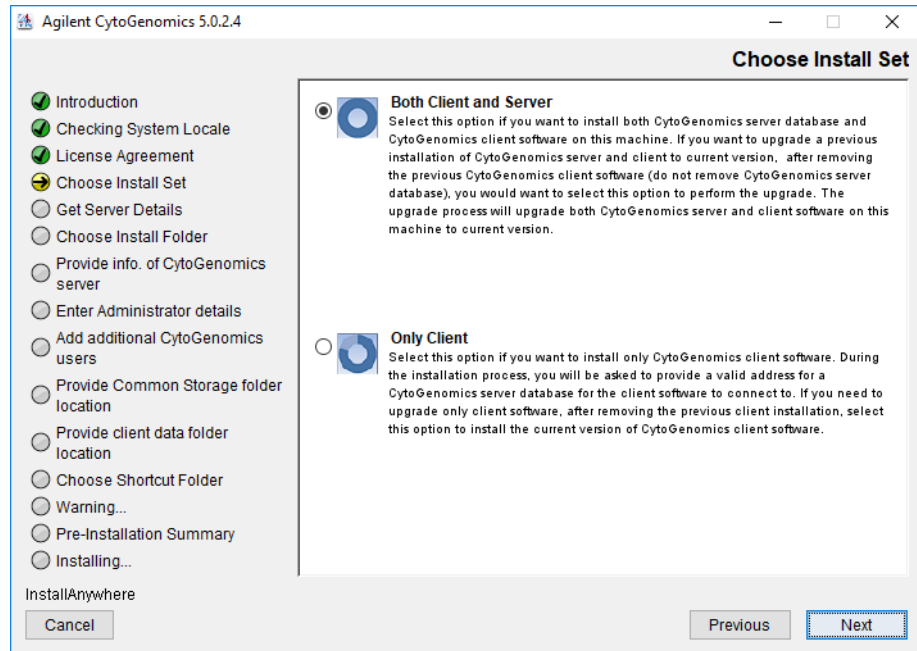 Agilent CytoGenomics 5.0.2.4
Choose Install Set
Introduction
Checking System Locale
License Agreement
Choose Install Set
Get Server Details
Choose Install Folder
Provide info. of CytoGenomics
server
Enter Administrator details
Add additional CytoGenomics
users
Provide Common Storage folder
location
Provide client data folder
location
Choose Shortcut Folder
Warning...
Pre-Installation Summary
Installing...
Both Client and Server
Select this option if you want to install both CytoGenomics server database and
CytoGenomics client software on this machine. If you want to upgrade a previous
installation of CytoGenomics server and client to current version, after removing
the previous CytoGenomics client software (do not remove CytoGenomics server
database), you would want to select this option to perform the upgrade. The
upgrade process will upgrade both CytoGenomics server and client software on this
machine to current version.
Only Client
Select this option if you want to install only CytoGenomics client software. During
the installation process, you will be asked to provide a valid address for a
CytoGenomics server database for the client software to connect to. If you need to
upgrade only client software, after removing the previous client installation, select
this option to install the current version of CytoGenomics client software.
InstallAnywhere
Cancel
Previous
Next